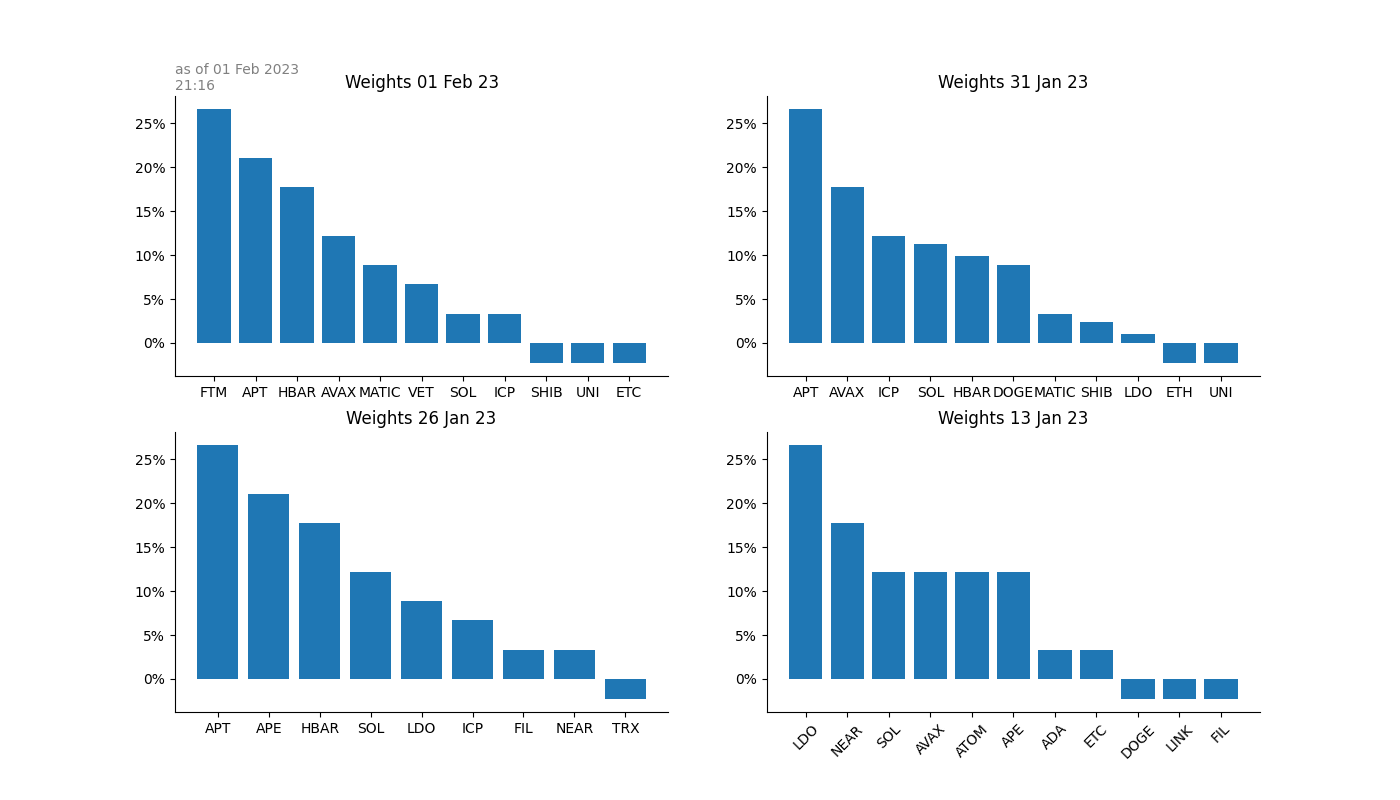 as of 01 Feb 2023
21:16
Weights 01 Feb 23
25%
20%
15%
10%
5%
0%
FTM APT HBAR AVAX MATIC VET SOL ICP SHIB UNI ETC
Weights 31 Jan 23
25%
20%
15%
10%
5%
0%
APT AVAX ICP SOL HBAR DOGE MATIC SHIB LDO ETH UNI
Weights 26 Jan 23
25%
20%
15%
10%
5%
0%
APT APE HBAR SOL LDO ICP FIL NEAR TRX
Weights 13 Jan 23
25%
20%
15%
10%
5%
0%
LDO NEAR SOL AVAX ATOM APE ADA ETC DOGE LINK FIL